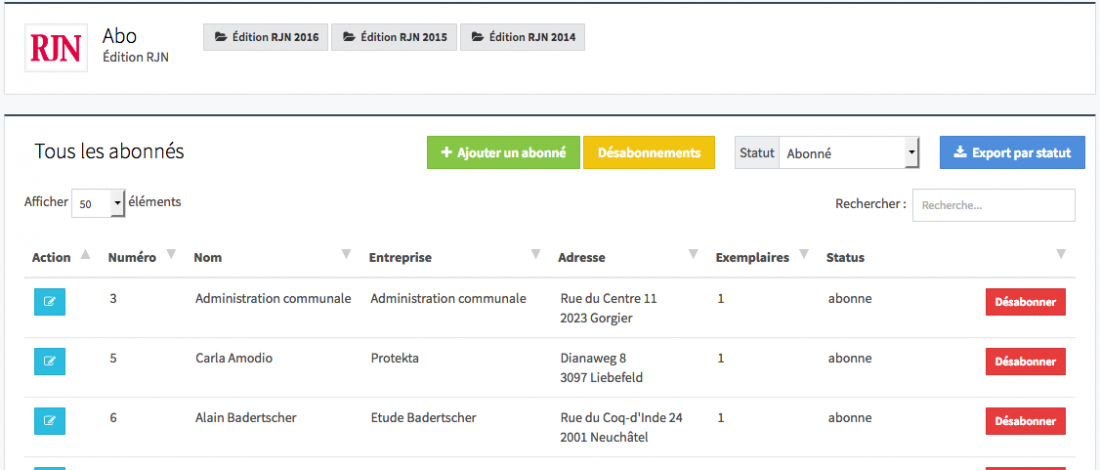 RJN
Abo
Édition RJN
Édition RJN 2016 Édition RJN 2015 Édition RJN 2014
Tous les abonnés
+ Ajouter un abonné Désabonnements Statut Abonné Export par statut
Afficher 50 éléments Rechercher : Recherche...
Action Numéro Nom Entreprise Adresse Exemplaires Status
3 Administration communale Administration communale Rue du Centre 11 1 abonne Désabonner
2023 Gorgier
5 Carla Amodio Protekta Dianaweg 8 1 abonne Désabonner
3097 Liebefeld
6 Alain Badertscher Etude Badertscher Rue du Coq-d'Inde 24 1 abonne Désabonner
2001 Neuchâtel